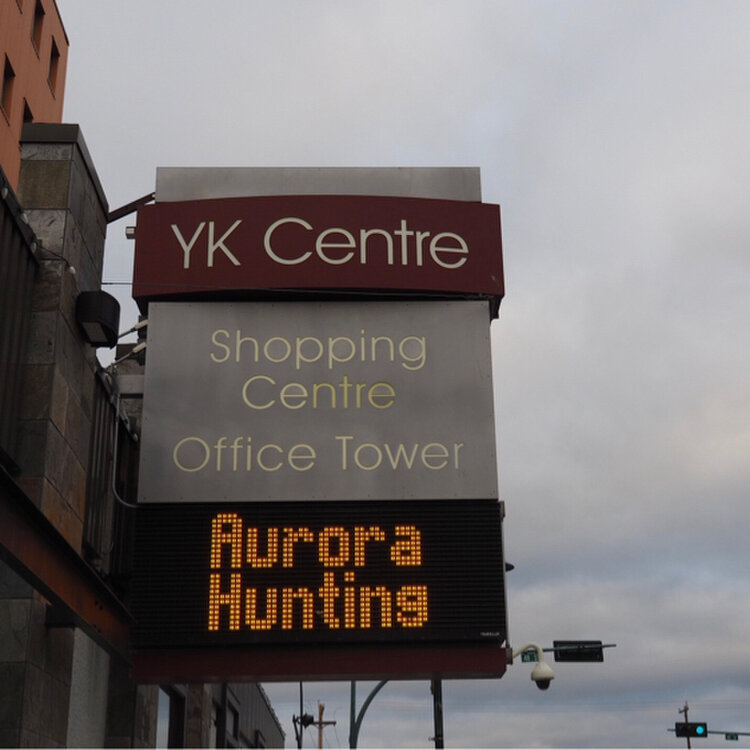 YK Centre
Shopping
Centre
Office Tower
Aurora
Hunting